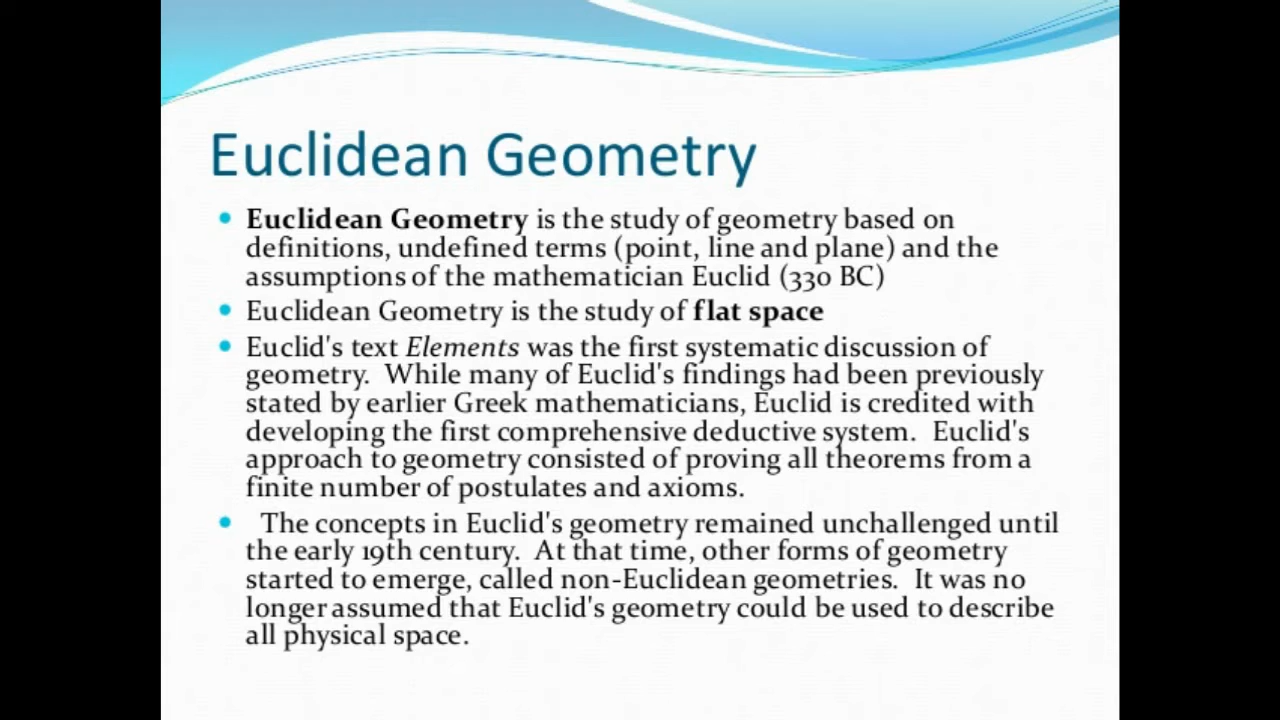 Euclidean Geometry
• Euclidean Geometry is the study of geometry based on
definitions, undefined terms (point, line and plane) and the
assumptions of the mathematician Euclid (330 BC)
• Euclidean Geometry is the study of flat space
• Euclid's text Elements was the first systematic discussion of
geometry.  While many of Euclid's findings had been previously
stated by earlier Greek mathematicians, Euclid is credited with
developing the first comprehensive deductive system.  Euclid's
approach to geometry consisted of proving all theorems from a
finite number of postulates and axioms.
• The concepts in Euclid's geometry remained unchallenged until
the early 19th century.  At that time, other forms of geometry
started to emerge, called non-Euclidean geometries.  It was no
longer assumed that Euclid's geometry could be used to describe
all physical space.